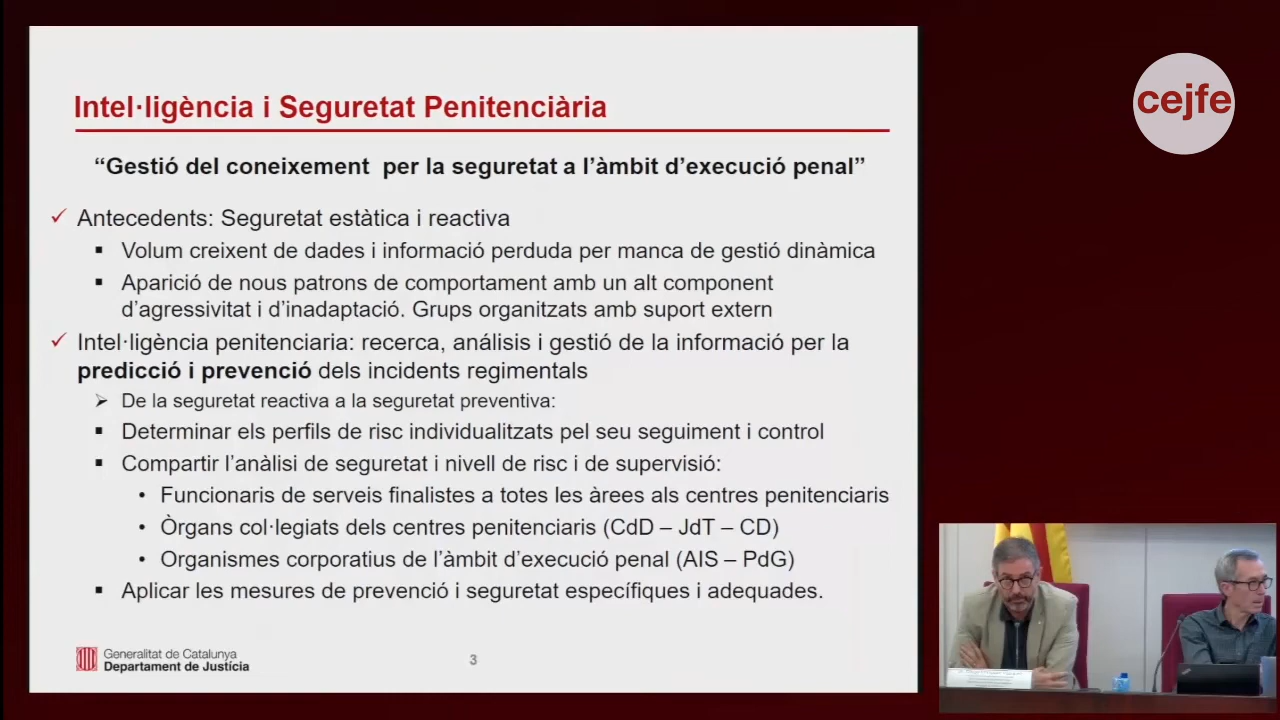 cejfe
Intel·ligència i Seguretat Penitenciària
“Gestió del coneixement per la seguretat a l’àmbit d’execució penal”
Antecedents: Seguretat estàtica i reactiva
Volum creixent de dades i informació perduda per manca de gestió dinàmica
Aparició de nous patrons de comportament amb un alt component
d’agressivitat i d’inadaptació. Grups organitzats amb suport extern
Intel·ligència penitenciaria: recerca, análisis i gestió de la informació per la
predicció i prevenció dels incidents regimentals
De la seguretat reactiva a la seguretat preventiva:
Determinar els perfils de risc individualitzats pel seu seguiment i control
Compartir l’anàlisi de seguretat i nivell de risc i de supervisió:
• Funcionaris de serveis finalistes a totes les àrees als centres penitenciaris
• Òrgans col·legiats dels centres penitenciaris (CdD – JdT – CD)
• Organismes corporatius de l’àmbit d’execució penal (AIS – PdG)
Aplicar les mesures de prevenció i seguretat específiques i adequades.
Generalitat de Catalunya
Departament de Justícia
3